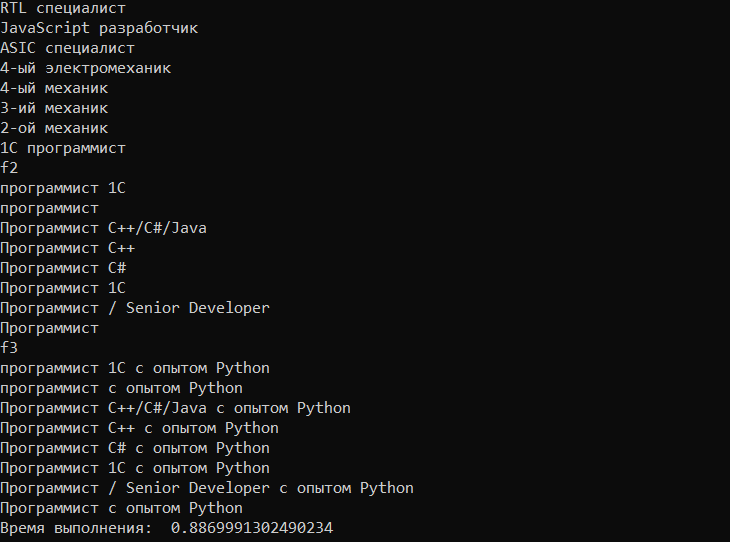 RTL специалист
JavaScript разработчик
ASIC специалист
4-ый электромеханик
4-ый механик
3-ий механик
2-ой механик
1С программист
f2
программист 1С
программист
Программист C++/C#/Java
Программист C++
Программист C#
Программист 1С
Программист / Senior Developer
Программист
f3
программист 1С с опытом Python
программист с опытом Python
Программист C++/C#/Java с опытом Python
Программист C++ с опытом Python
Программист C# с опытом Python
Программист 1С с опытом Python
Программист / Senior Developer с опытом Python
Программист с опытом Python
Время выполнения:  0.8869991302490234